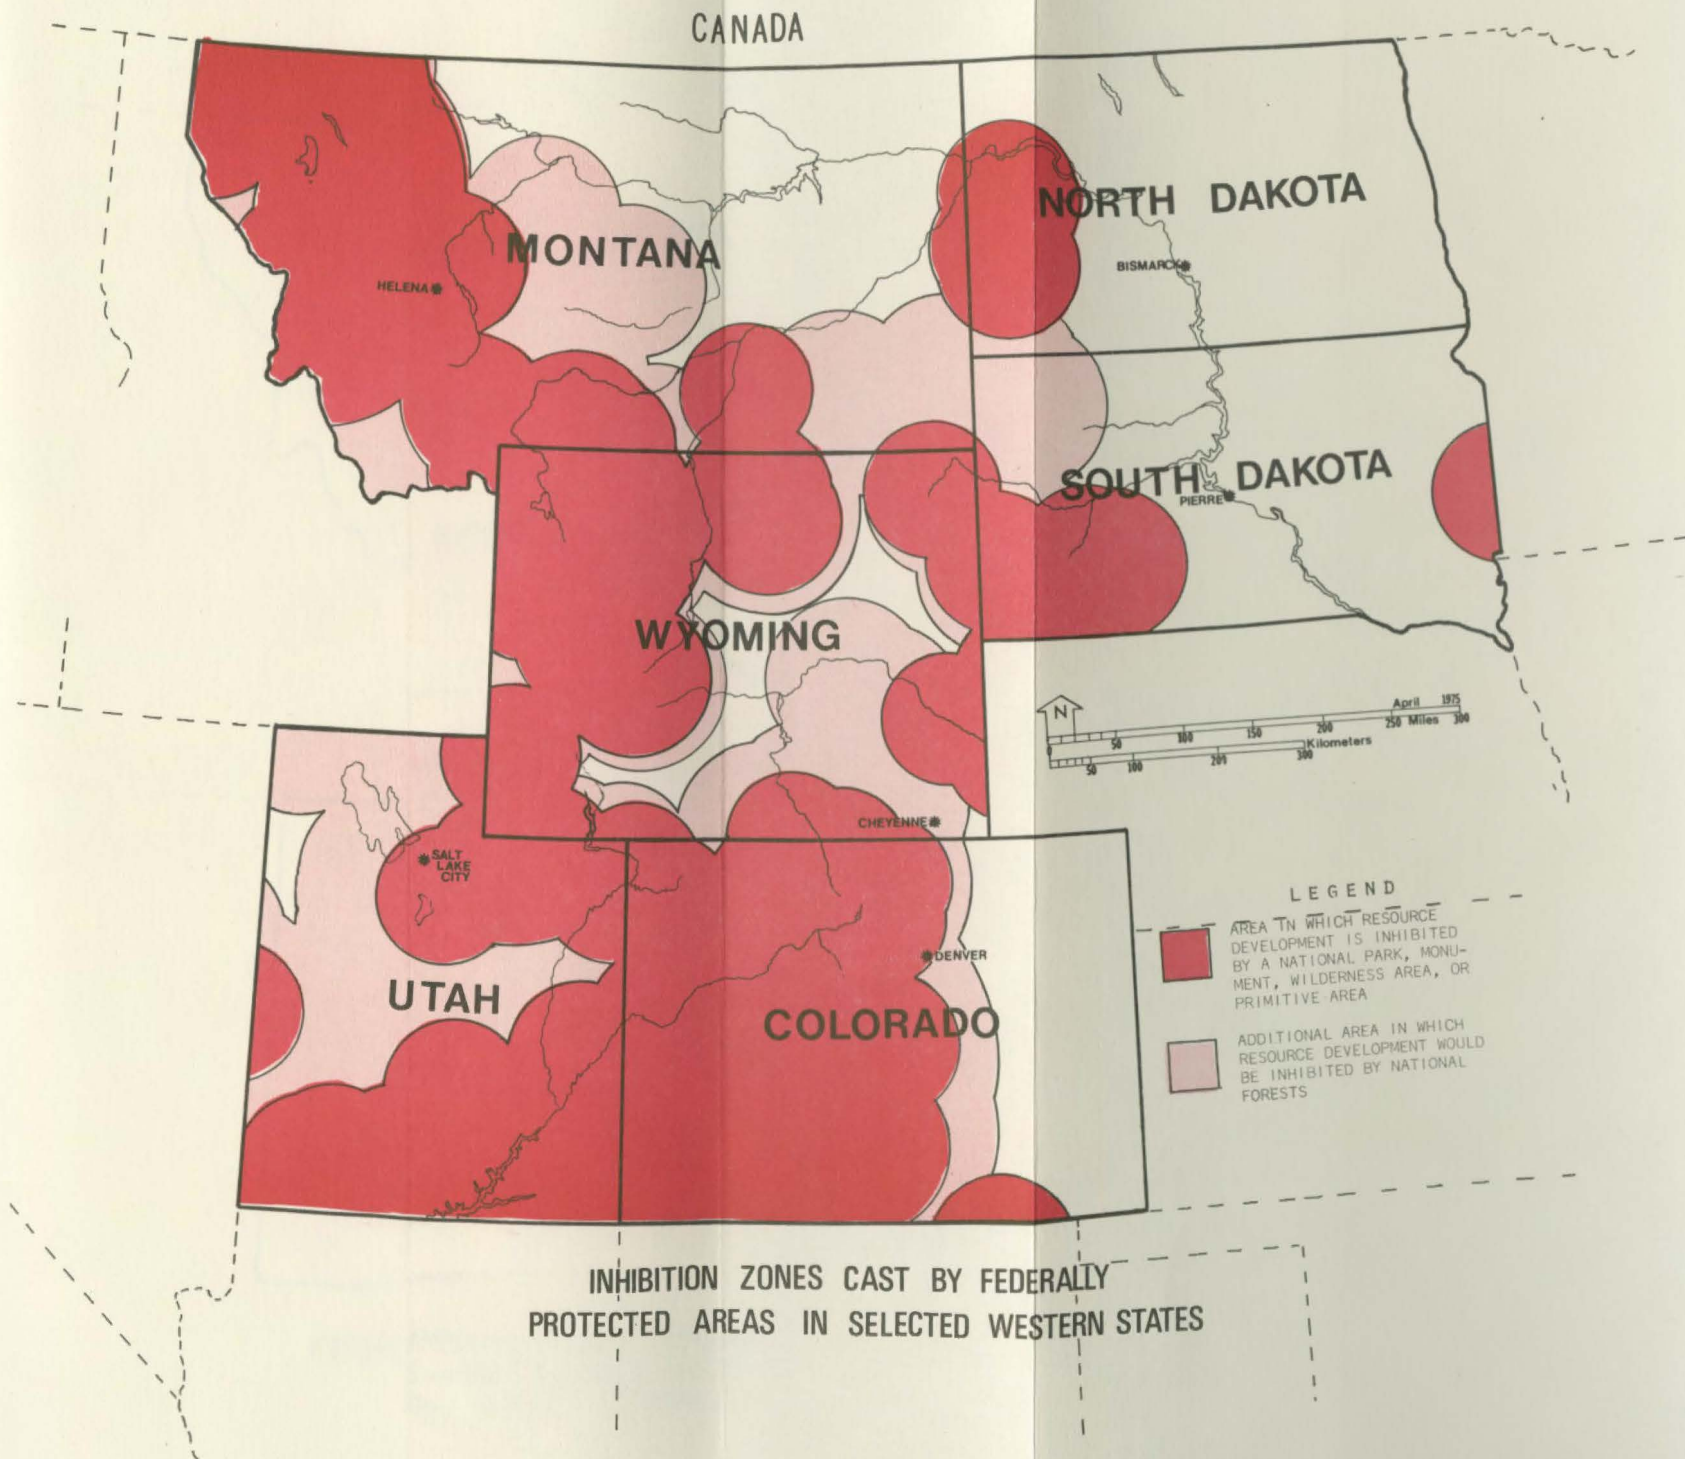 CANADA
MONTANA
HELENA
NORTH DAKOTA
BISMARCK
SOUTH DAKOTA
PIERRE
WYOMING
CHEYENNE
N
April 1975
0 50 100 150 200 250 Miles 300
50 100 201 300 Kilometers
SALT
LAKE
CITY
UTAH
DENVER
COLORADO
LEGEND
AREA IN WHICH RESOURCE
DEVELOPMENT IS INHIBITED
BY A NATIONAL PARK, MONU-
MENT, WILDERNESS AREA, OR
PRIMITIVE AREA
ADDITIONAL AREA IN WHICH
RESOURCE DEVELOPMENT WOULD
BE INHIBITED BY NATIONAL
FORESTS
INHIBITION ZONES CAST BY FEDERALLY
PROTECTED AREAS IN SELECTED WESTERN STATES